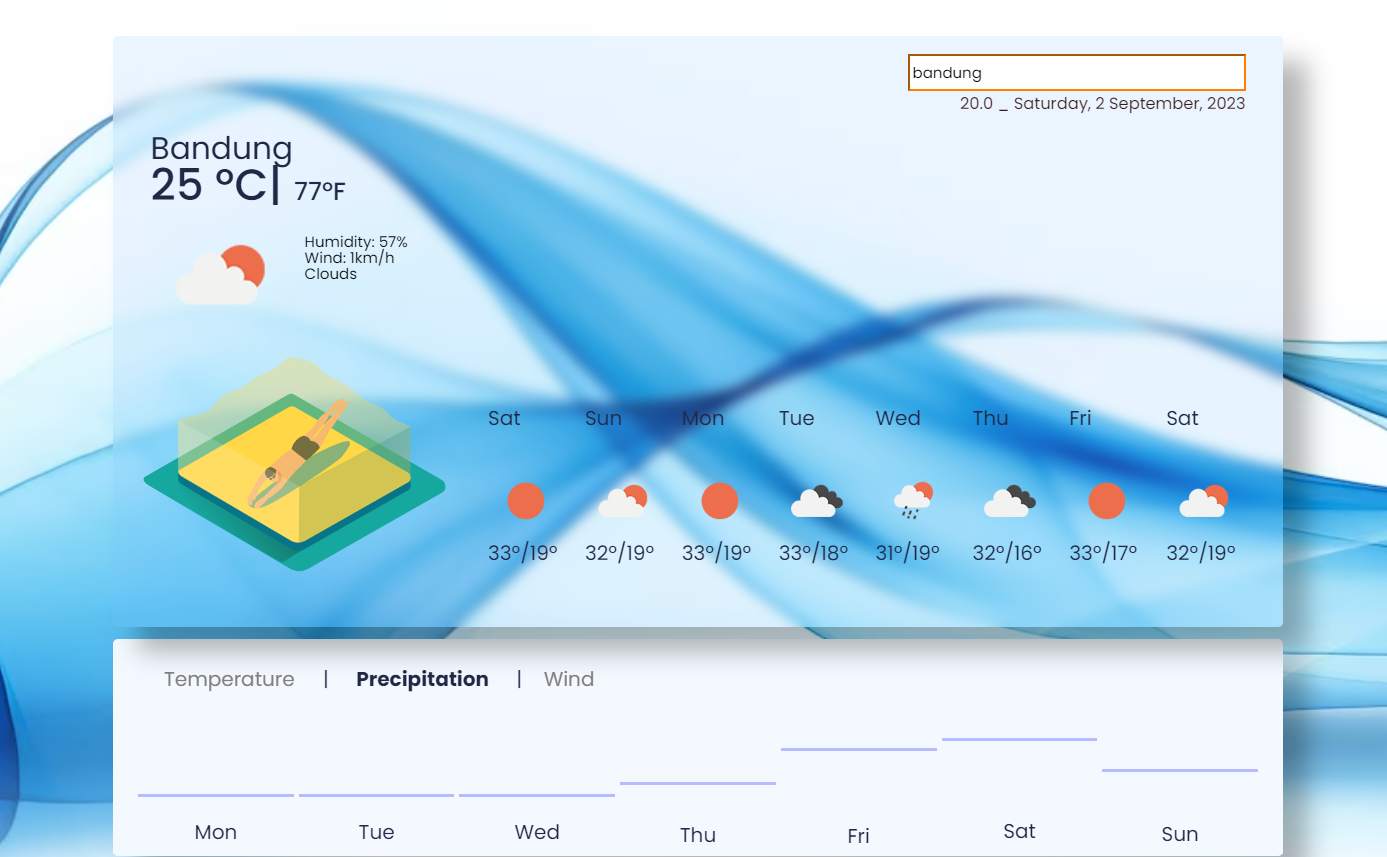 bandung
20.0 _ Saturday, 2 September, 2023
Bandung
25 °C| 77°F
Humidity: 57%
Wind: 1km/h
Clouds
Sat Sun Mon Tue Wed Thu Fri Sat
33°/19° 32°/19° 33°/19° 33°/18° 31°/19° 32°/16° 33°/17° 32°/19°
Temperature | Precipitation | Wind
Mon Tue Wed Thu Fri Sat Sun